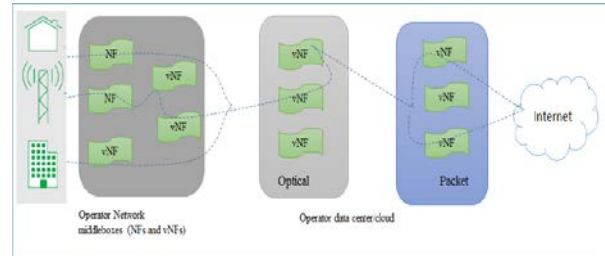 NF
NF
vNF
vNF
vNF
vNF
vNF
vNF
vNF
vNF
vNF
Internet
Optical
Packet
Operator Network
middleboxes (NFs and vNFs)
Operator data center/cloud